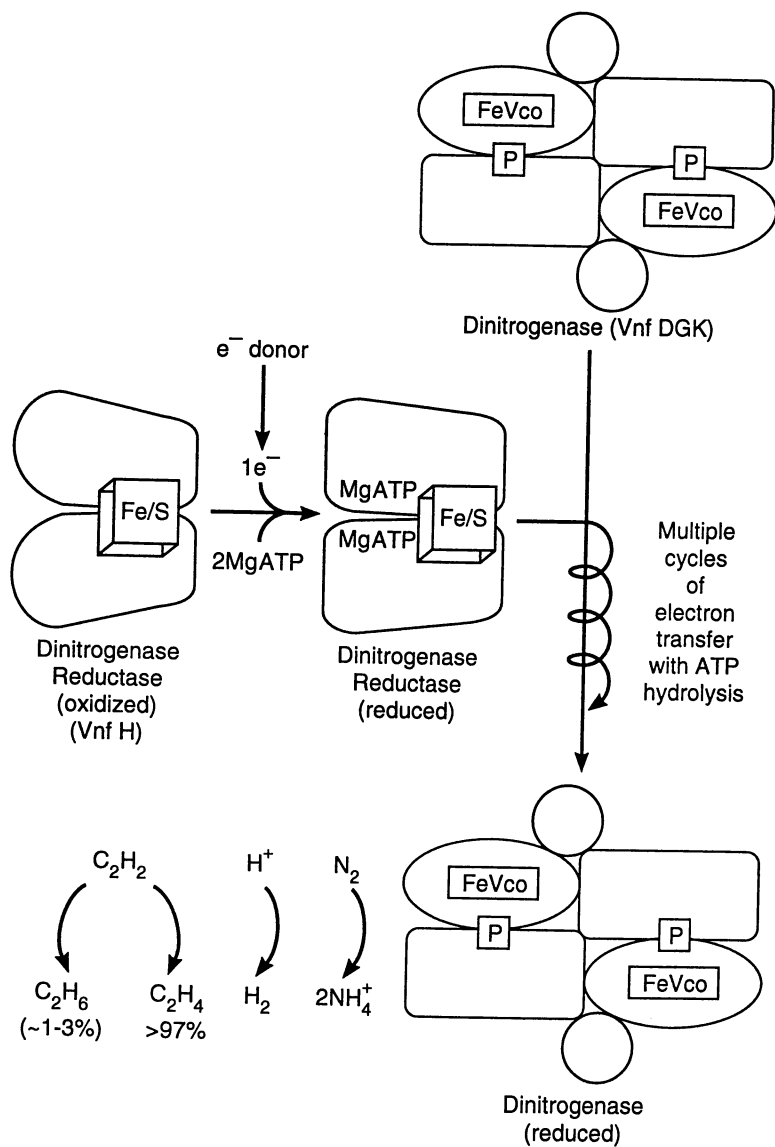 FeVco
P
P
FeVco
Dinitrogenase (Vnf DGK)
e⁻ donor
1e⁻
2MgATP
Fe/S
Dinitrogenase
Reductase
(oxidized)
(Vnf H)
MgATP
MgATP
Fe/S
Dinitrogenase
Reductase
(reduced)
Multiple
cycles
of
electron
transfer
with ATP
hydrolysis
C₂H₂
C₂H₆
(~1-3%)
C₂H₄
>97%
H⁺
H₂
N₂
2NH₄⁺
FeVco
P
P
FeVco
Dinitrogenase
(reduced)